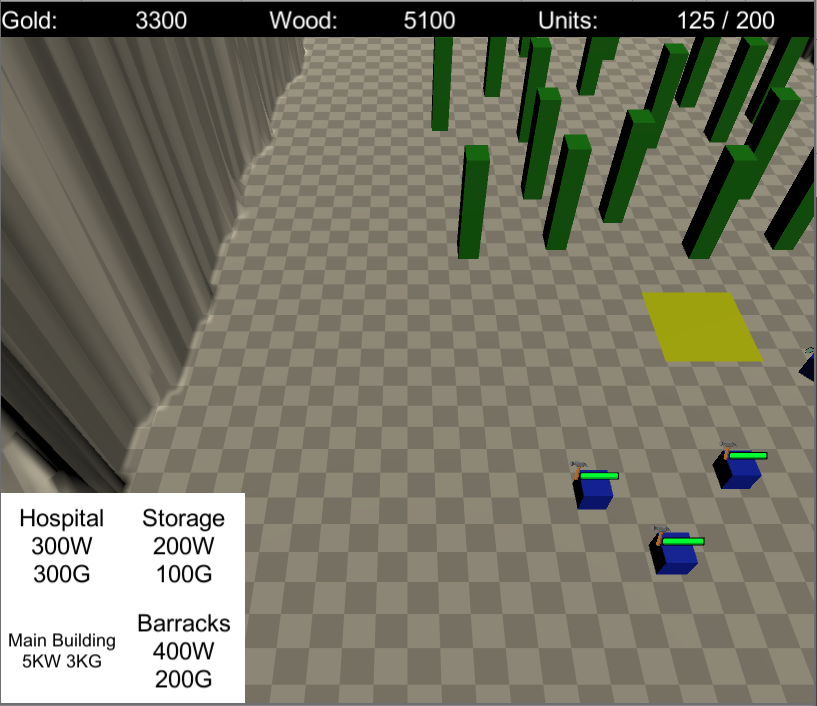 Gold: 3300 Wood: 5100 Units: 125 / 200
Hospital
300W
300G
Storage
200W
100G
Main Building
5KW 3KG
Barracks
400W
200G